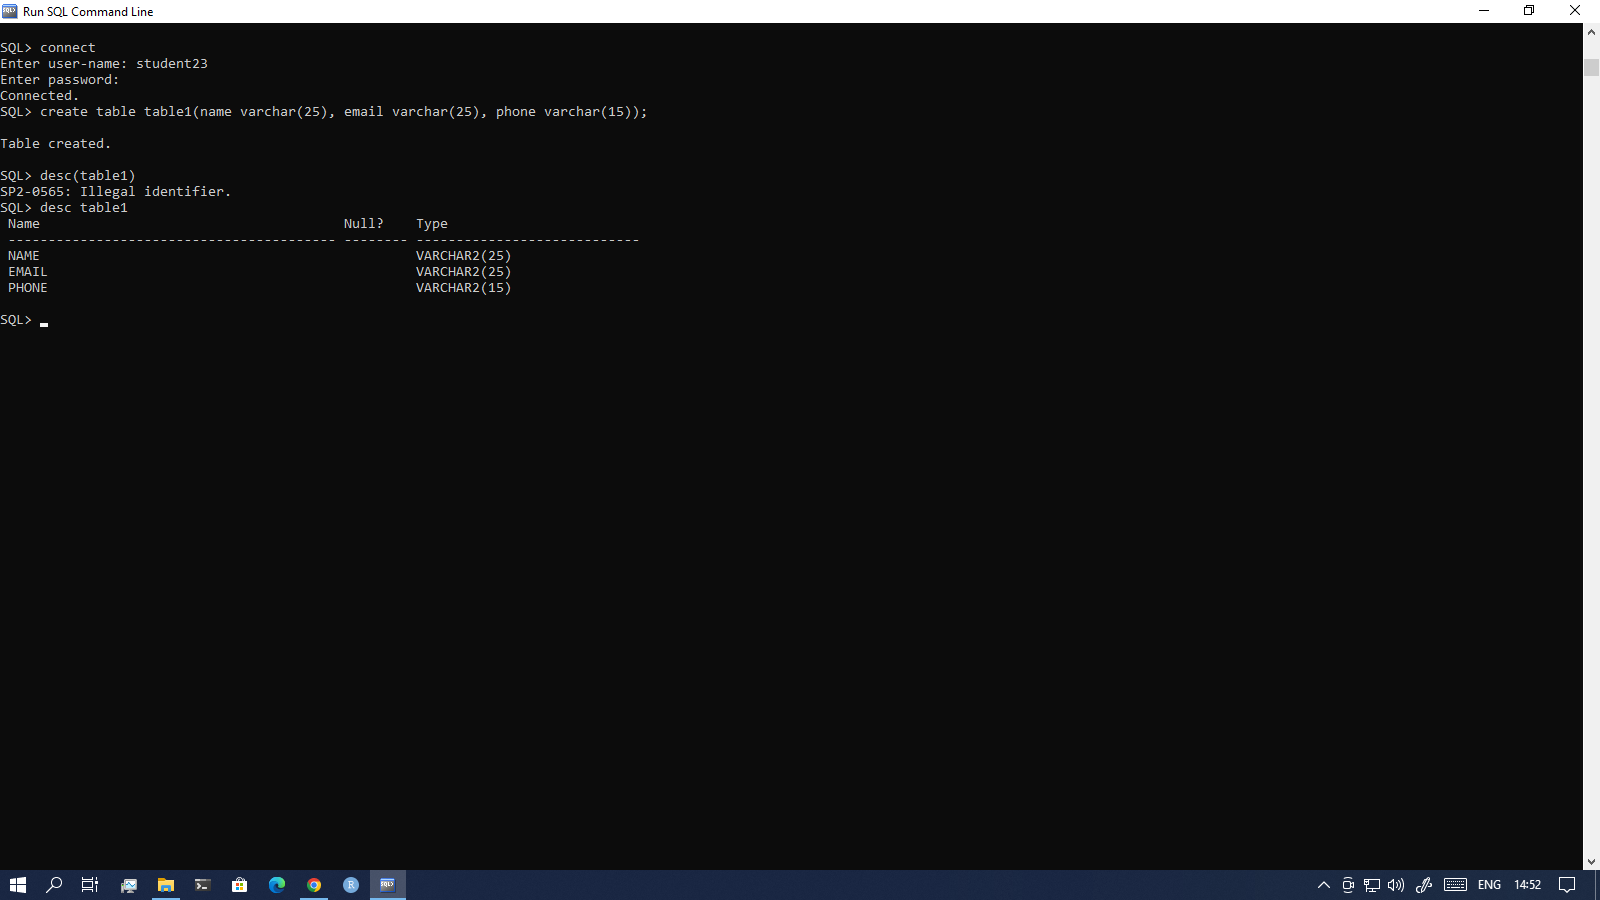 Run SQL Command Line
SQL> connect
Enter user-name: student23
Enter password:
Connected.
SQL> create table table1(name varchar(25), email varchar(25), phone varchar(15));
Table created.
SQL> desc(table1)
SP2-0565: Illegal identifier.
SQL> desc table1
Name Null? Type
----------------------------------------- -------- ----------------------------
NAME VARCHAR2(25)
EMAIL VARCHAR2(25)
PHONE VARCHAR2(15)
SQL>
ENG 14:52